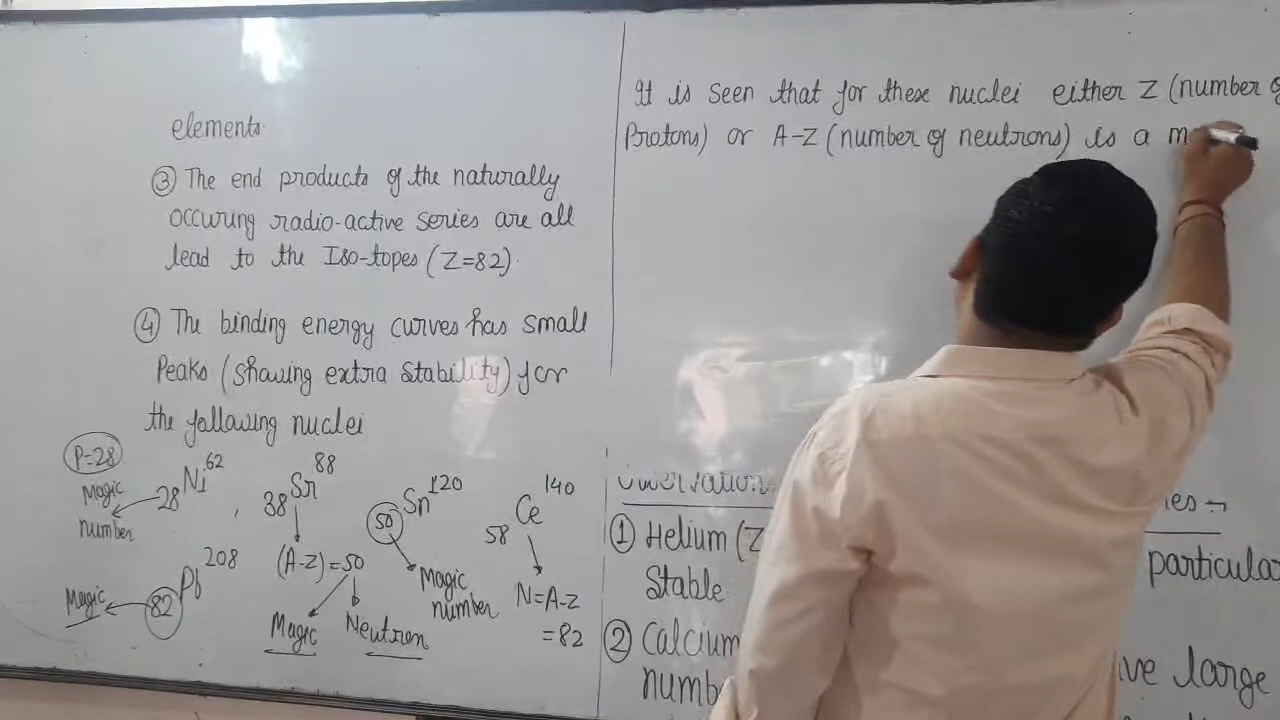 elements.
③ The end products of the naturally
occuring radio-active series are all
lead to the Iso-topes (Z=82).
④ The binding energy curves has small
Peaks (showing extra stability) for
the following nuclei
P=28
28 Ni 62
Magic
number
,
38 Sr 88
(A-Z) = 50
Magic Neutron
50 Sn 120
Magic
number
58 Ce 140
N=A-Z
=82
82 Pb 208
Magic
It is seen that for these nuclei either Z (number of
Protons) or A-Z (number of neutrons) is a m
① Helium (Z
Stable
particula
② Calcium
numb
ve large